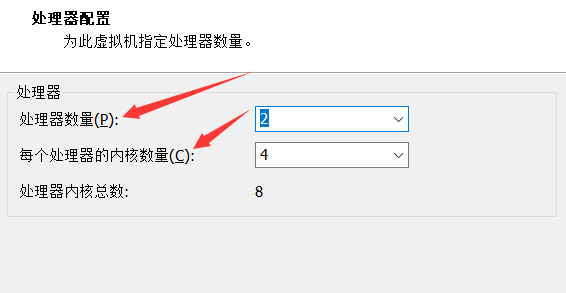 处理器配置
为此虚拟机指定处理器数量。
处理器
处理器数量(P): 2
每个处理器的内核数量(C): 4
处理器内核总数: 8